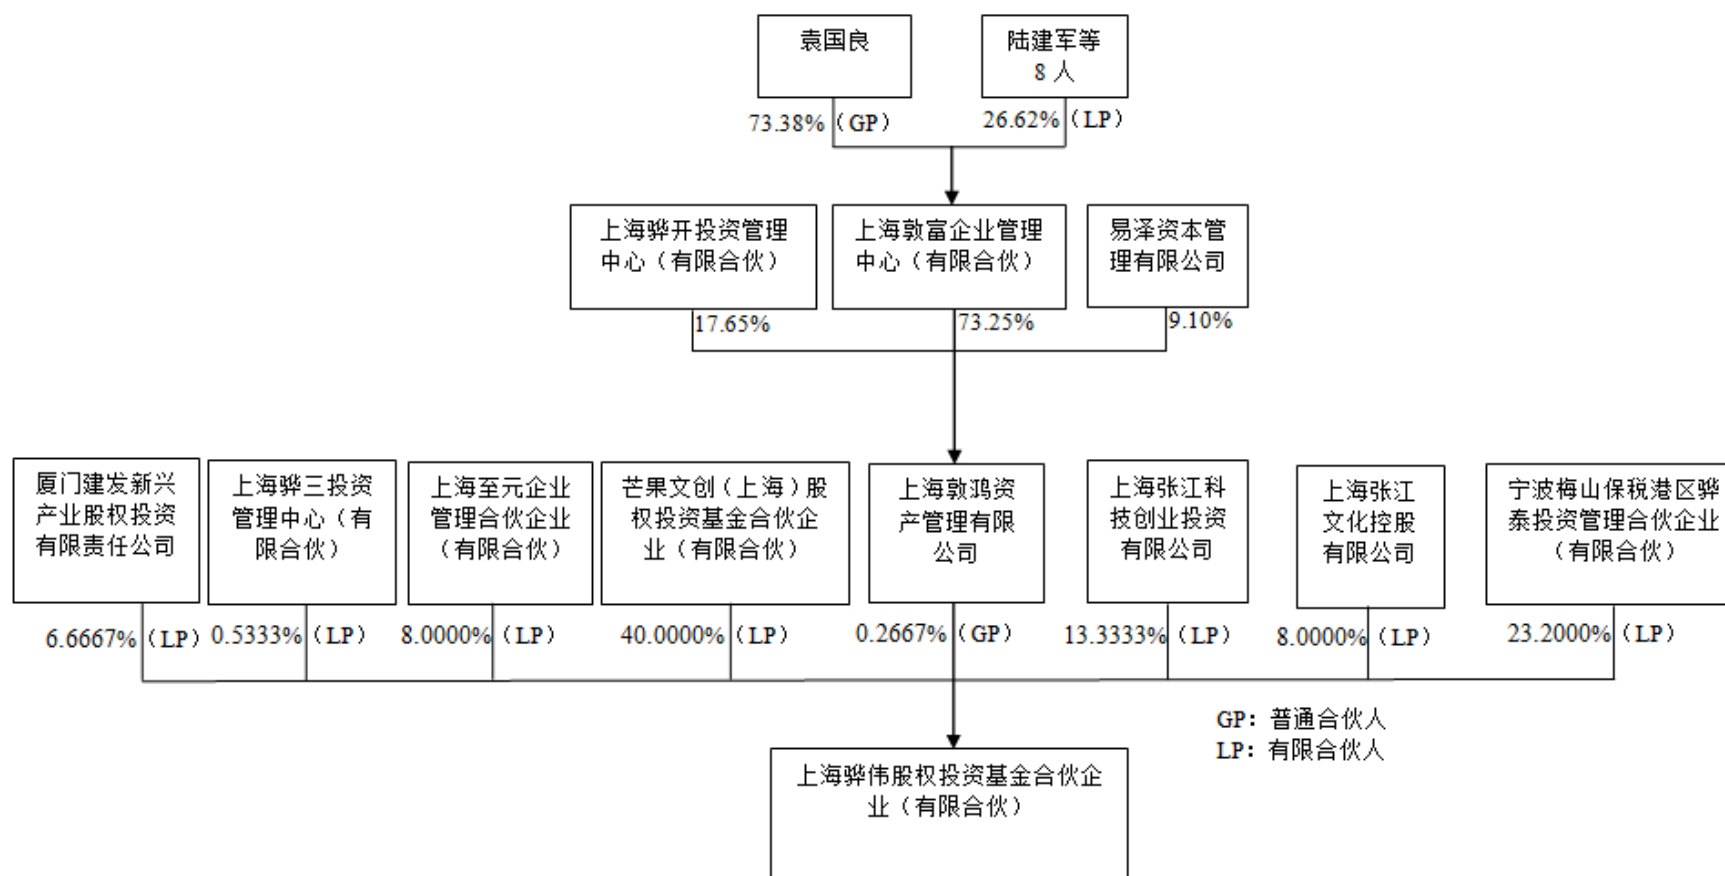 袁国良
陆建军等
8 人
73.38%（GP）
26.62%（LP）
上海骅开投资管理
中心（有限合伙）
上海敦富企业管理
中心（有限合伙）
易泽资本管
理有限公司
17.65%
73.25%
9.10%
厦门建发新兴
产业股权投资
有限责任公司
上海骅三投资
管理中心（有
限合伙）
上海至元企业
管理合伙企业
（有限合伙）
芒果文创（上海）股
权投资基金合伙企
业（有限合伙）
上海敦鸿资
产管理有限
公司
上海张江科
技创业投资
有限公司
上海张江
文化控股
有限公司
宁波梅山保税港区骅
泰投资管理合伙企业
（有限合伙）
6.6667%（LP）
0.5333%（LP）
8.0000%（LP）
40.0000%（LP）
0.2667%（GP）
13.3333%（LP）
8.0000%（LP）
23.2000%（LP）
GP：普通合伙人
LP：有限合伙人
上海骅伟股权投资基金合伙企
业（有限合伙）